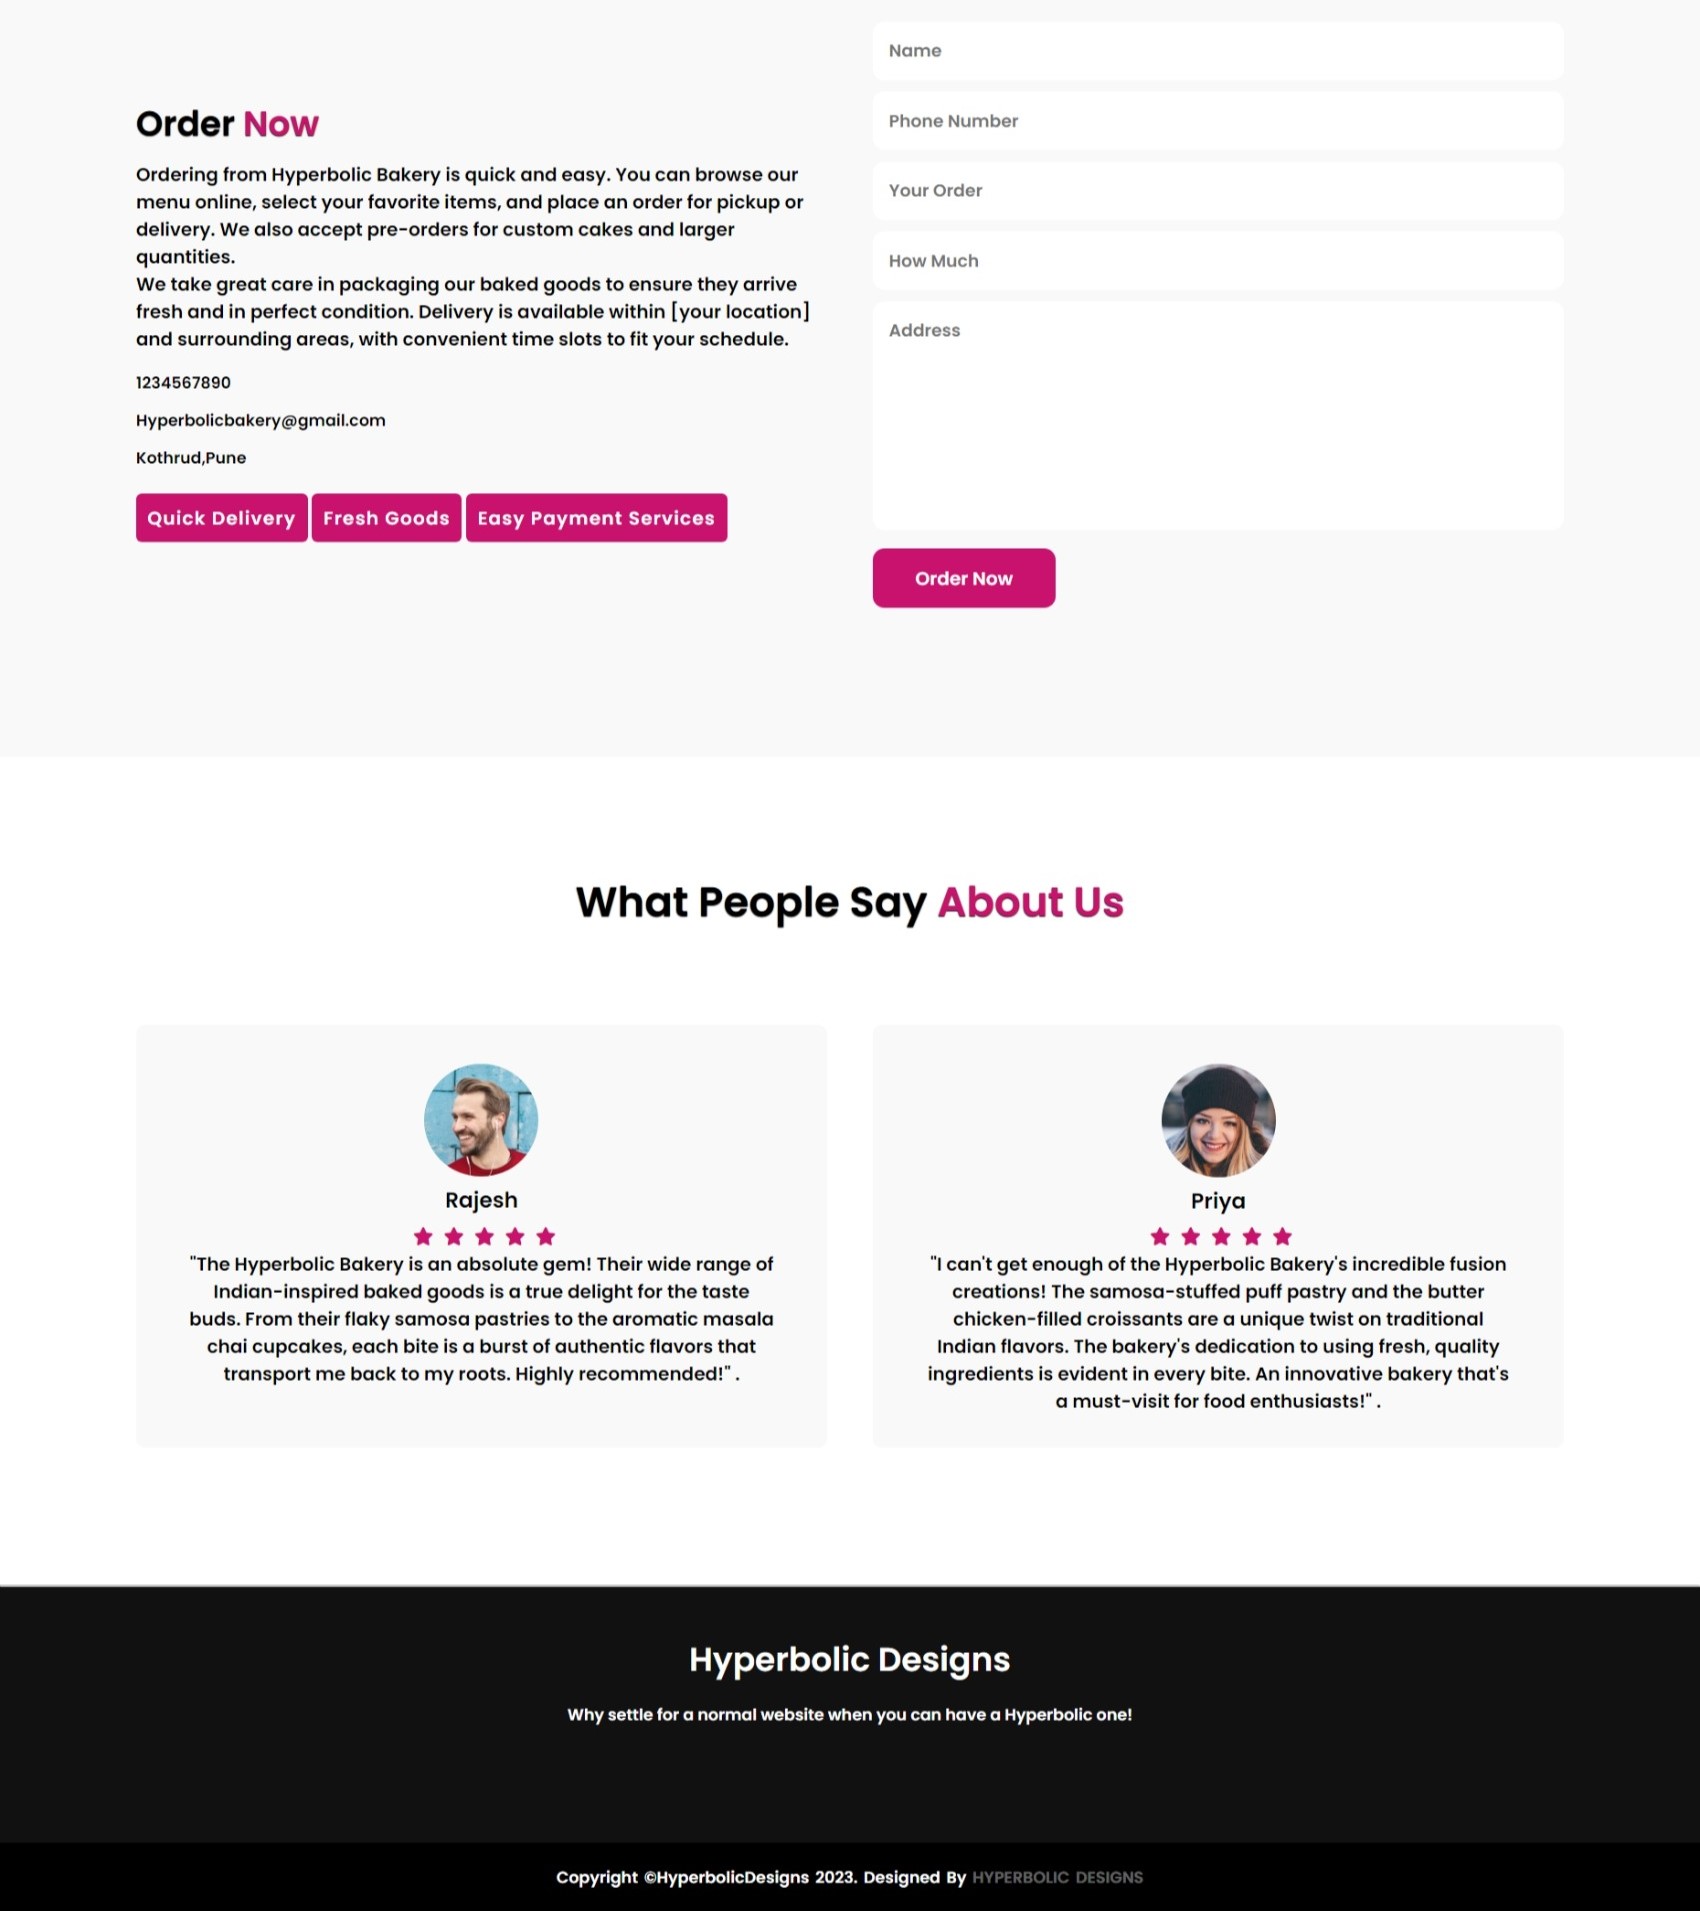 Order Now
Ordering from Hyperbolic Bakery is quick and easy. You can browse our
menu online, select your favorite items, and place an order for pickup or
delivery. We also accept pre-orders for custom cakes and larger
quantities.
We take great care in packaging our baked goods to ensure they arrive
fresh and in perfect condition. Delivery is available within [your location]
and surrounding areas, with convenient time slots to fit your schedule.
1234567890
Hyperbolicbakery@gmail.com
Kothrud,Pune
Quick Delivery Fresh Goods Easy Payment Services
Name
Phone Number
Your Order
How Much
Address
Order Now
What People Say About Us
Rajesh
"The Hyperbolic Bakery is an absolute gem! Their wide range of
Indian-inspired baked goods is a true delight for the taste
buds. From their flaky samosa pastries to the aromatic masala
chai cupcakes, each bite is a burst of authentic flavors that
transport me back to my roots. Highly recommended!" .
Priya
"I can't get enough of the Hyperbolic Bakery's incredible fusion
creations! The samosa-stuffed puff pastry and the butter
chicken-filled croissants are a unique twist on traditional
Indian flavors. The bakery's dedication to using fresh, quality
ingredients is evident in every bite. An innovative bakery that's
a must-visit for food enthusiasts!" .
Hyperbolic Designs
Why settle for a normal website when you can have a Hyperbolic one!
Copyright ©HyperbolicDesigns 2023. Designed By HYPERBOLIC DESIGNS